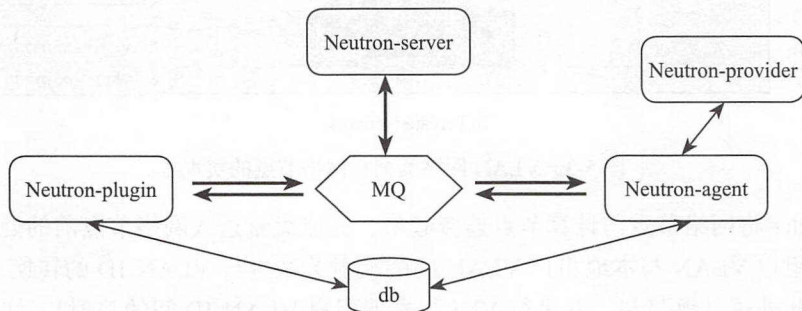 Neutron-server
Neutron-provider
Neutron-plugin
MQ
Neutron-agent
db